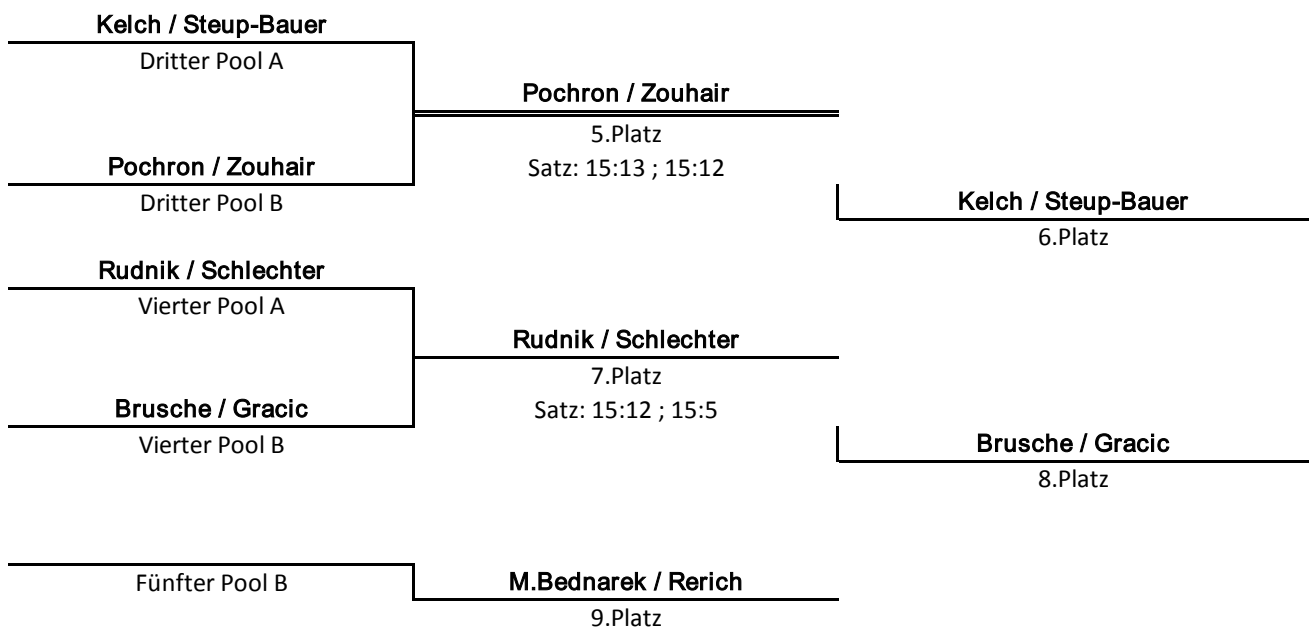 Kelch / Steup-Bauer
Dritter Pool A
Pochron / Zouhair
5.Platz
Satz: 15:13 ; 15:12
Pochron / Zouhair
Dritter Pool B
Kelch / Steup-Bauer
6.Platz
Rudnik / Schlechter
Vierter Pool A
Rudnik / Schlechter
7.Platz
Satz: 15:12 ; 15:5
Brusche / Gracic
Vierter Pool B
Brusche / Gracic
8.Platz
Fünfter Pool B
M.Bednarek / Rerich
9.Platz